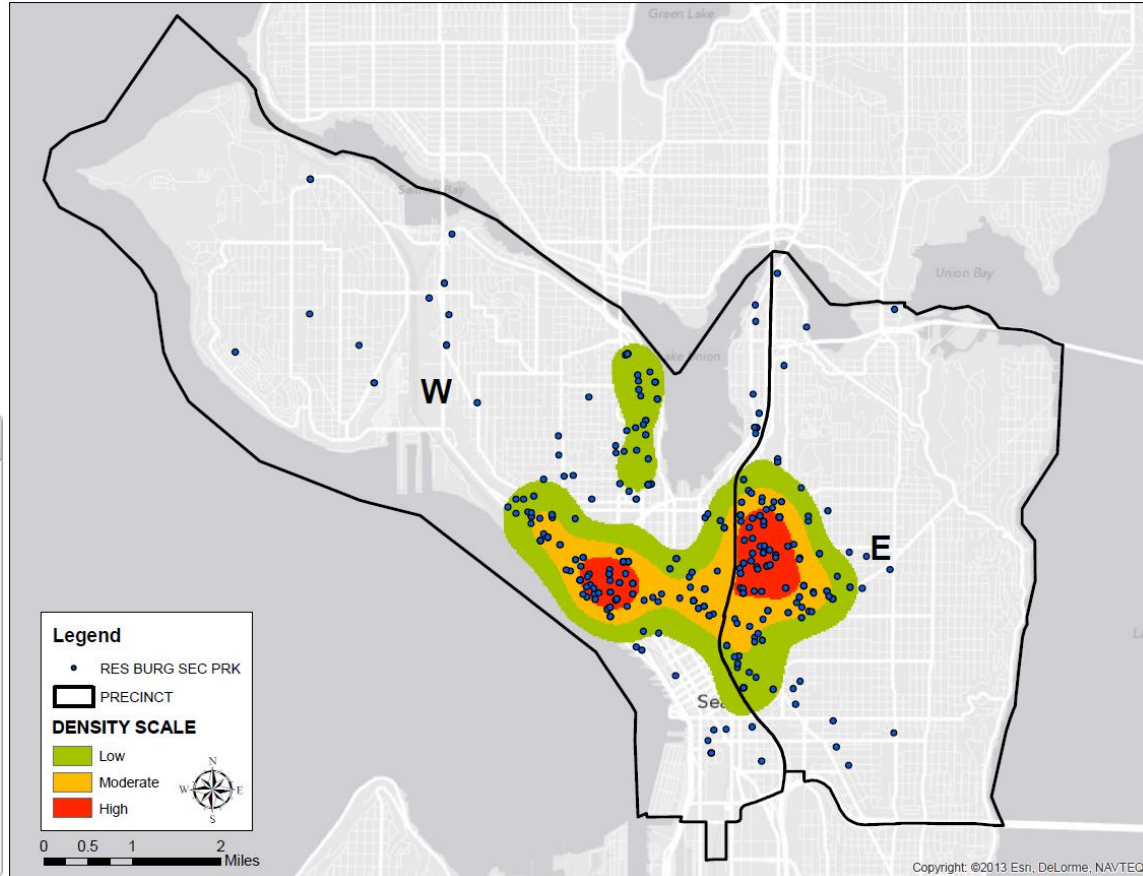 Green Lake
Union Bay
W
E
Sea
Legend
RES BURG SEC PRK
PRECINCT
DENSITY SCALE
Low
Moderate
High
N
W E
S
0 0.5 1 2
Miles
Copyright: ©2013 Esri, DeLorme, NAVTEQ